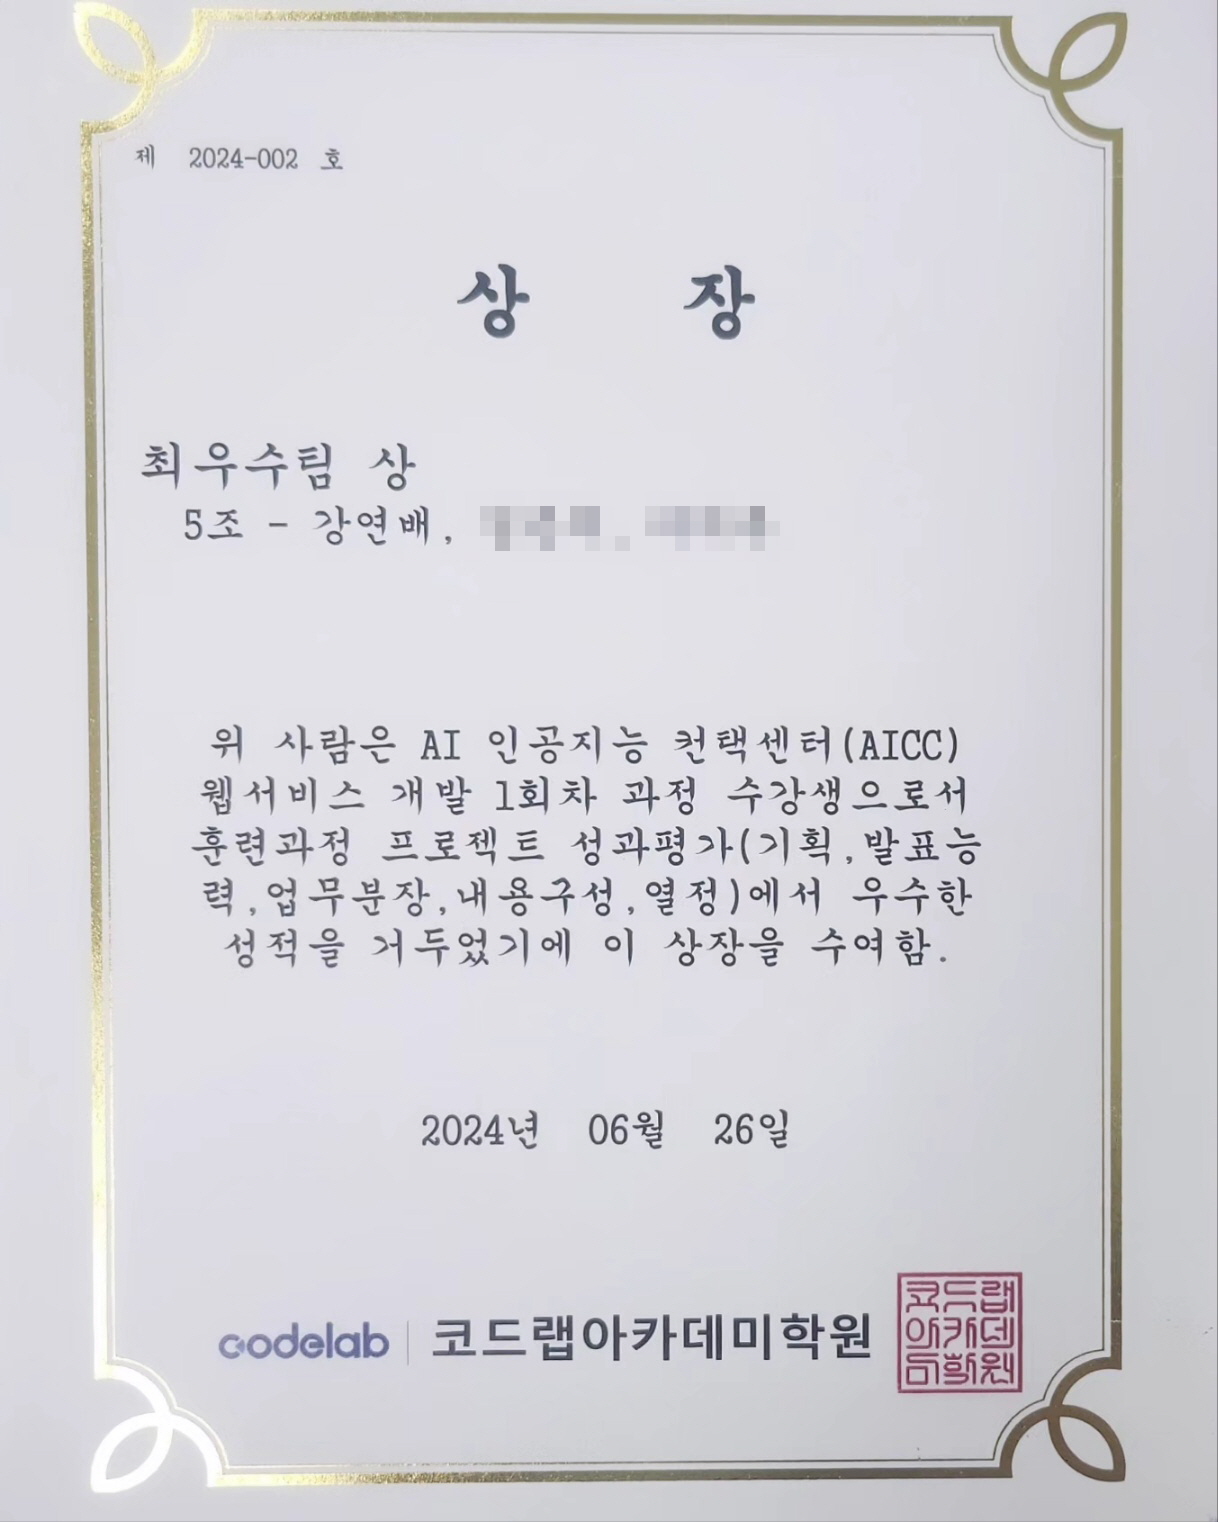 제 2024-002 호
상 장
최우수팀 상
5조 - 강연배,
위 사람은 AI 인공지능 컨택센터(AICC)
웹서비스 개발 1회차 과정 수강생으로서
훈련과정 프로젝트 성과평가(기획,발표능
력,업무분장,내용구성,열정)에서 우수한
성적을 거두었기에 이 상장을 수여함.
2024년 06월 26일
codelab | 코드랩아카데미학원
코드랩
아카데
미학원